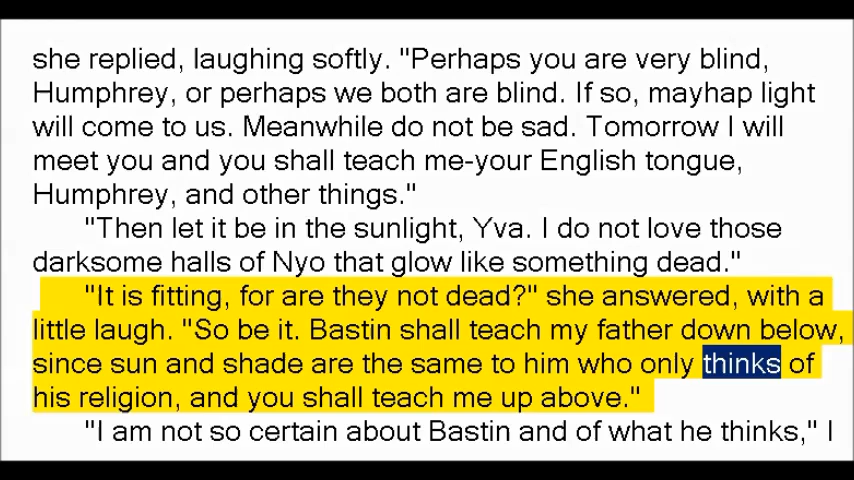 she replied, laughing softly. "Perhaps you are very blind,
Humphrey, or perhaps we both are blind. If so, mayhap light
will come to us. Meanwhile do not be sad. Tomorrow I will
meet you and you shall teach me-your English tongue,
Humphrey, and other things."
"Then let it be in the sunlight, Yva. I do not love those
darksome halls of Nyo that glow like something dead."
"It is fitting, for are they not dead?" she answered, with a
little laugh. "So be it. Bastin shall teach my father down below,
since sun and shade are the same to him who only thinks of
his religion, and you shall teach me up above."
"I am not so certain about Bastin and of what he thinks," I